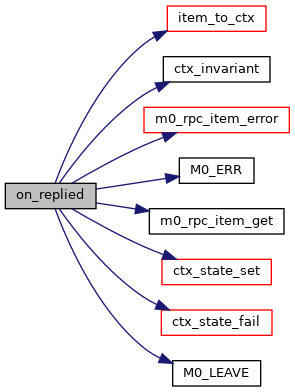 item_to_ctx
ctx_invariant
m0_rpc_item_error
M0_ERR
on_replied
m0_rpc_item_get
ctx_state_set
ctx_state_fail
M0_LEAVE